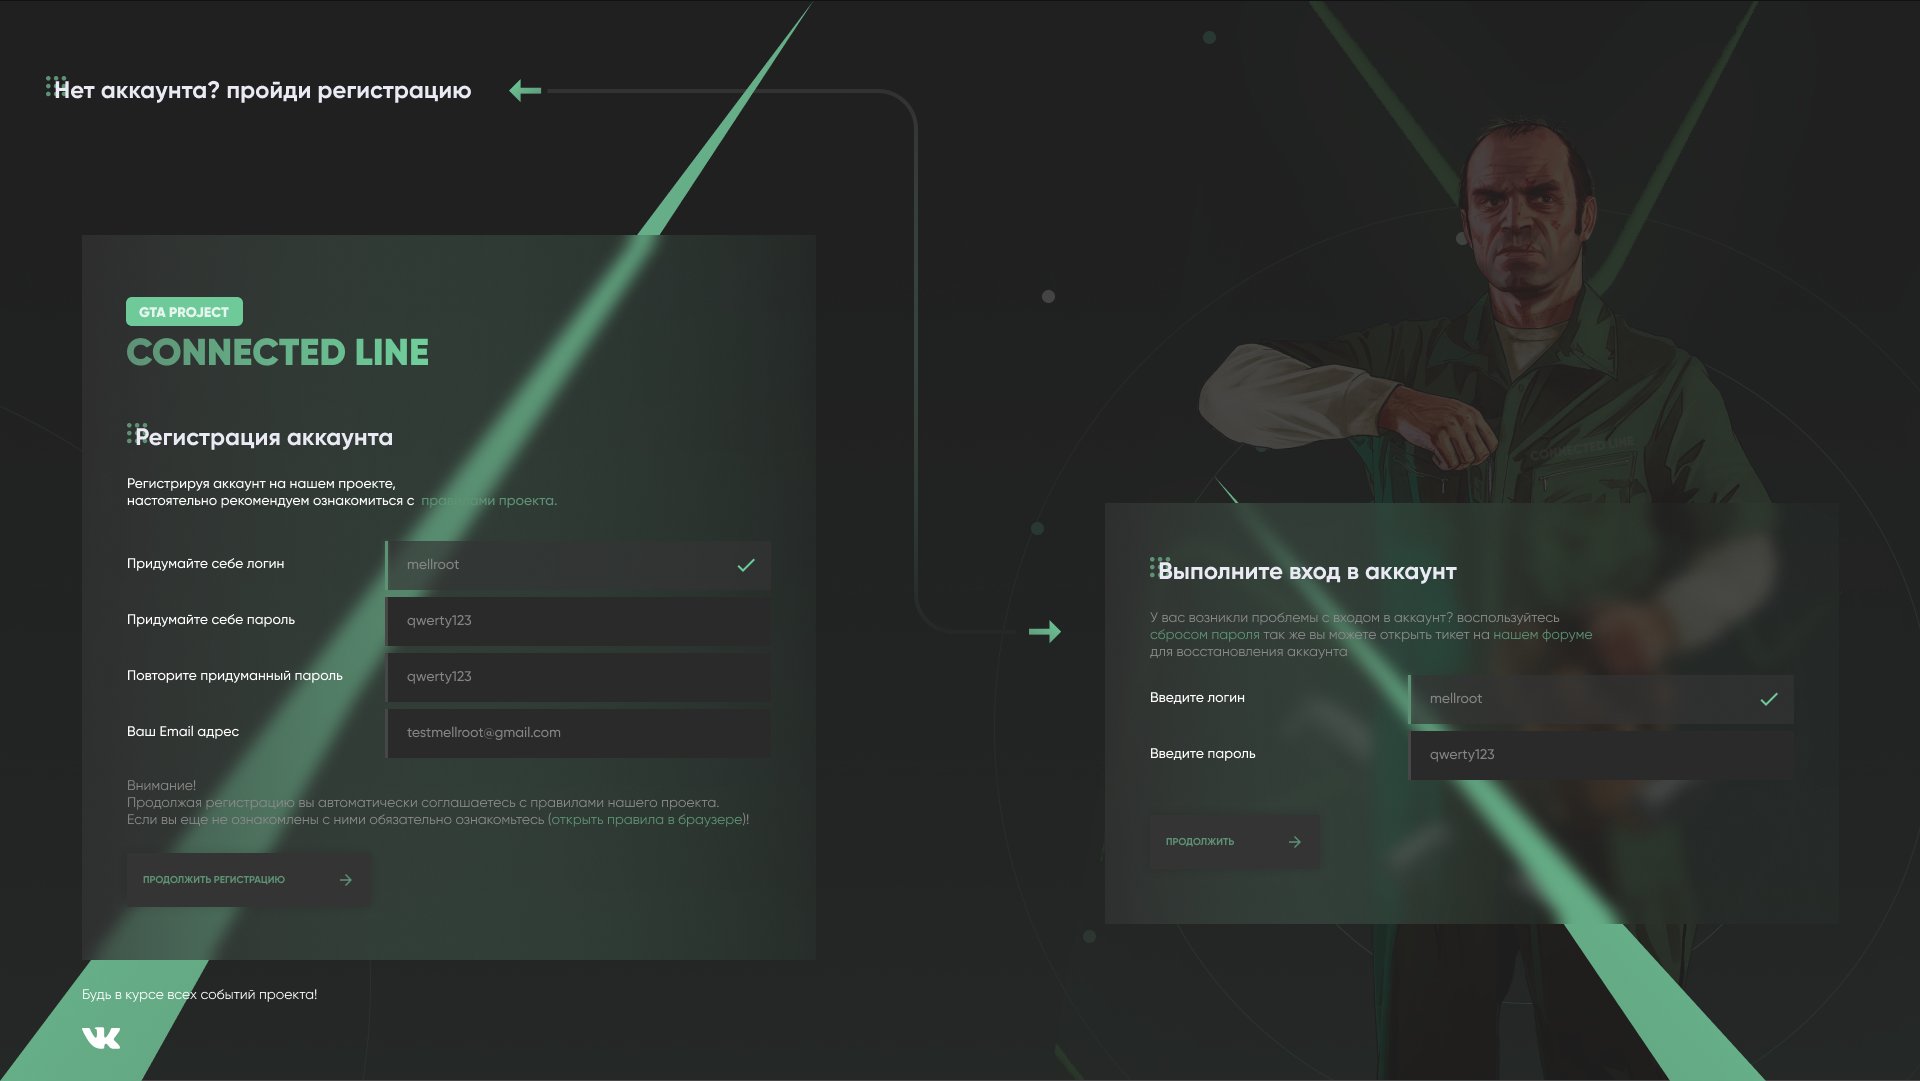 Нет аккаунта? пройди регистрацию
GTA PROJECT
CONNECTED LINE
Регистрация аккаунта
Регистрируя аккаунт на нашем проекте,
настоятельно рекомендуем ознакомиться с правилами проекта.
Придумайте себе логин
mellroot
Придумайте себе пароль
qwerty123
Повторите придуманный пароль
qwerty123
Ваш Email адрес
testmellroot@gmail.com
Внимание!
Продолжая регистрацию вы автоматически соглашаетесь с правилами нашего проекта.
Если вы еще не ознакомлены с ними обязательно ознакомьтесь (открыть правила в браузере)!
ПРОДОЛЖИТЬ РЕГИСТРАЦИЮ
Будь в курсе всех событий проекта!
CONNECTED LINE
Выполните вход в аккаунт
У вас возникли проблемы с входом в аккаунт? воспользуйтесь
сбросом пароля так же вы можете открыть тикет на нашем форуме
для восстановления аккаунта
Введите логин
mellroot
Введите пароль
qwerty123
ПРОДОЛЖИТЬ